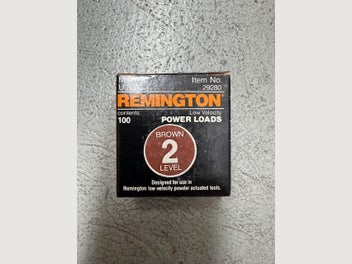 Item No.
U.S.
29280
REMINGTON
contents Low Velocity
100 POWER LOADS
BROWN
2
LEVEL
Designed for use in
Remington low velocity powder actuated tools.